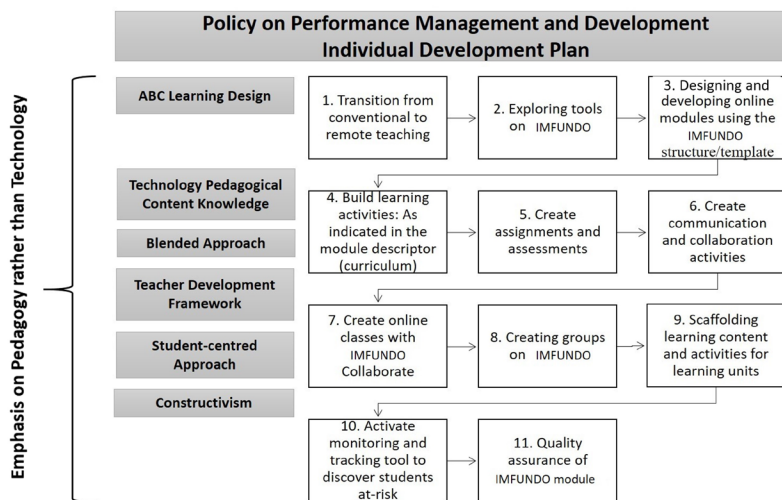 Policy on Performance Management and Development
Individual Development Plan
Emphasis on Pedagogy rather than Technology
ABC Learning Design
Technology Pedagogical
Content Knowledge
Blended Approach
Teacher Development
Framework
Student-centred
Approach
Constructivism
1. Transition from
conventional to
remote teaching
2. Exploring tools
on IMFUNDO
3. Designing and
developing online
modules using the
IMFUNDO
structure/template
4. Build learning
activities: As
indicated in the
module descriptor
(curriculum)
5. Create
assignments and
assessments
6. Create
communication
and collaboration
activities
7. Create online
classes with
IMFUNDO
Collaborate
8. Creating groups
on IMFUNDO
9. Scaffolding
learning content
and activities for
learning units
10. Activate
monitoring and
tracking tool to
discover students
at-risk
11. Quality
assurance of
IMFUNDO module